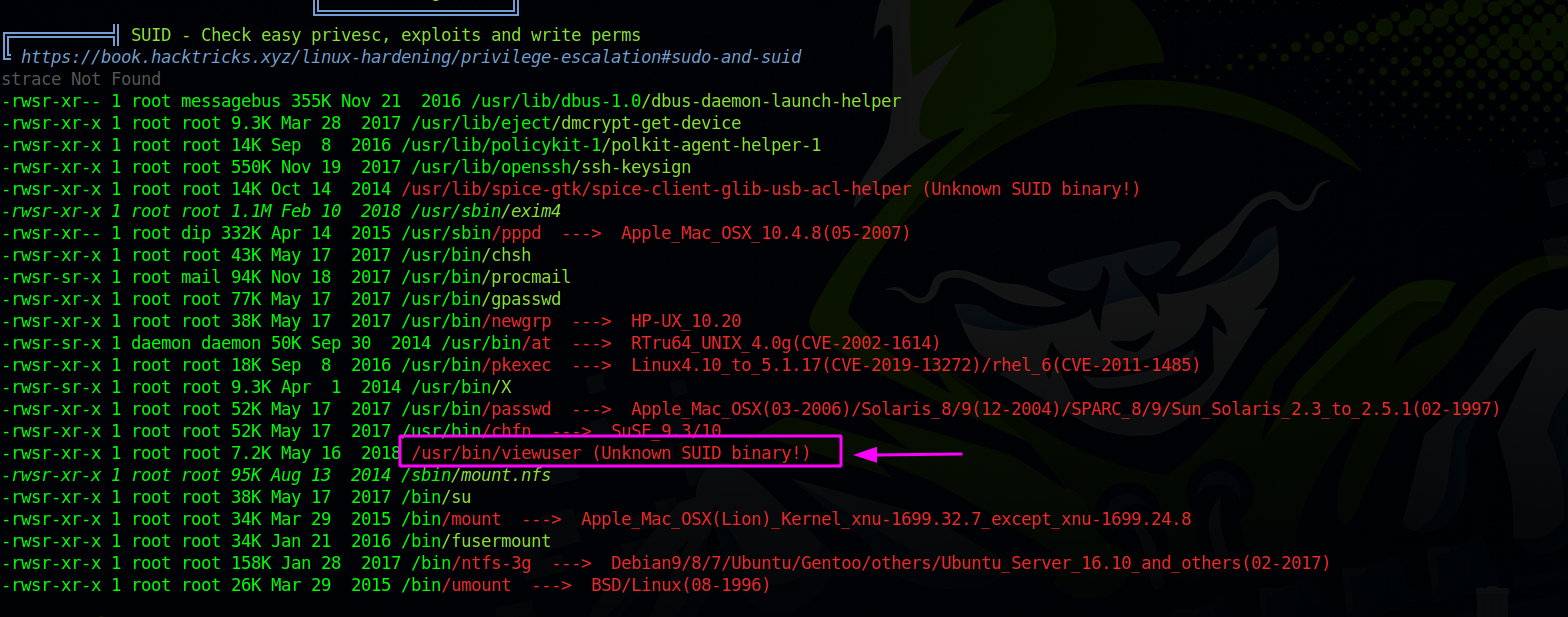 SUID - Check easy privesc, exploits and write perms
https://book.hacktricks.xyz/linux-hardening/privilege-escalation#sudo-and-suid
strace Not Found
-rwsr-xr-- 1 root messagebus 355K Nov 21  2016 /usr/lib/dbus-1.0/dbus-daemon-launch-helper
-rwsr-xr-x 1 root root 9.3K Mar 28  2017 /usr/lib/eject/dmcrypt-get-device
-rwsr-xr-x 1 root root 14K Sep  8  2016 /usr/lib/policykit-1/polkit-agent-helper-1
-rwsr-xr-x 1 root root 550K Nov 19  2017 /usr/lib/openssh/ssh-keysign
-rwsr-xr-x 1 root root 14K Oct 14  2014 /usr/lib/spice-gtk/spice-client-glib-usb-acl-helper (Unknown SUID binary!)
-rwsr-xr-x 1 root root 1.1M Feb 10  2018 /usr/sbin/exim4
-rwsr-xr-- 1 root dip 332K Apr 14  2015 /usr/sbin/pppd  --->  Apple_Mac_OSX_10.4.8(05-2007)
-rwsr-xr-x 1 root root 43K May 17  2017 /usr/bin/chsh
-rwsr-sr-x 1 root mail 94K Nov 18  2017 /usr/bin/procmail
-rwsr-xr-x 1 root root 77K May 17  2017 /usr/bin/gpasswd
-rwsr-xr-x 1 root root 38K May 17  2017 /usr/bin/newgrp  --->  HP-UX_10.20
-rwsr-sr-x 1 daemon daemon 50K Sep 30  2014 /usr/bin/at  --->  RTru64_UNIX_4.0g(CVE-2002-1614)
-rwsr-xr-x 1 root root 18K Sep  8  2016 /usr/bin/pkexec  --->  Linux4.10_to_5.1.17(CVE-2019-13272)/rhel_6(CVE-2011-1485)
-rwsr-sr-x 1 root root 9.3K Apr  1  2014 /usr/bin/X
-rwsr-xr-x 1 root root 52K May 17  2017 /usr/bin/passwd  --->  Apple_Mac_OSX(03-2006)/Solaris_8/9(12-2004)/SPARC_8/9/Sun_Solaris_2.3_to_2.5.1(02-1997)
-rwsr-xr-x 1 root root 52K May 17  2017 /usr/bin/chfn  --->  SuSE_9.3/10
-rwsr-xr-x 1 root root 7.2K May 16  2018 /usr/bin/viewuser (Unknown SUID binary!)
-rwsr-xr-x 1 root root 95K Aug 13  2014 /sbin/mount.nfs
-rwsr-xr-x 1 root root 38K May 17  2017 /bin/su
-rwsr-xr-x 1 root root 34K Mar 29  2015 /bin/mount  --->  Apple_Mac_OSX(Lion)_Kernel_xnu-1699.32.7_except_xnu-1699.24.8
-rwsr-xr-x 1 root root 34K Jan 21  2016 /bin/fusermount
-rwsr-xr-x 1 root root 158K Jan 28  2017 /bin/ntfs-3g  --->  Debian9/8/7/Ubuntu/Gentoo/others/Ubuntu_Server_16.10_and_others(02-2017)
-rwsr-xr-x 1 root root 26K Mar 29  2015 /bin/umount  --->  BSD/Linux(08-1996)